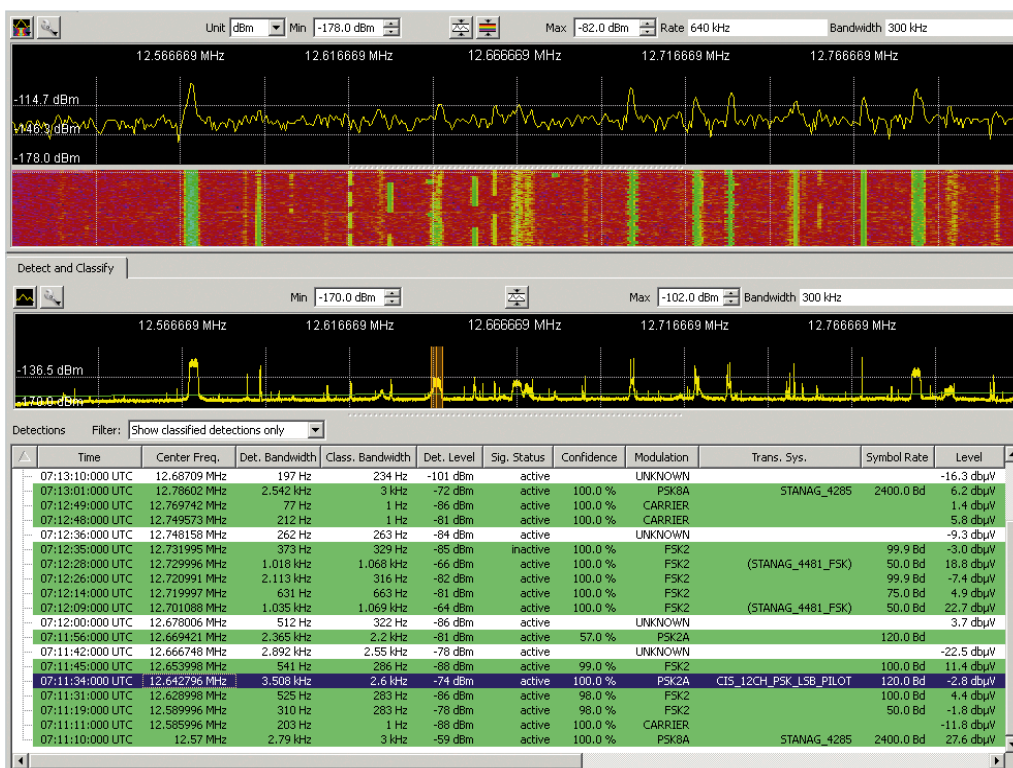 Unit dBm Min -178.0 dBm Max -82.0 dBm Rate 640 kHz Bandwidth 300 kHz
12.566669 MHz 12.616669 MHz 12.666669 MHz 12.716669 MHz 12.766669 MHz
-114.7 dBm
-146.3 dBm
-178.0 dBm
Detect and Classify
Min -170.0 dBm Max -102.0 dBm Bandwidth 300 kHz
12.566669 MHz 12.616669 MHz 12.666669 MHz 12.716669 MHz 12.766669 MHz
-136.5 dBm
-170.0 dBm
Detections Filter: Show classified detections only
Time Center Freq. Det. Bandwidth Class. Bandwidth Det. Level Sig. Status Confidence Modulation Trans. Sys. Symbol Rate Level
07:13:10:000 UTC 12.68709 MHz 197 Hz 234 Hz -101 dBm active UNKNOWN -16.3 dbµV
07:13:01:000 UTC 12.78602 MHz 2.542 kHz 3 kHz -72 dBm active 100.0 % PSK8A STANAG_4285 2400.0 Bd 6.2 dbµV
07:12:49:000 UTC 12.769742 MHz 77 Hz 1 Hz -86 dBm active 100.0 % CARRIER 1.4 dbµV
07:12:48:000 UTC 12.749573 MHz 212 Hz 1 Hz -81 dBm active 100.0 % CARRIER 5.8 dbµV
07:12:36:000 UTC 12.748158 MHz 262 Hz 263 Hz -84 dBm active UNKNOWN -9.3 dbµV
07:12:35:000 UTC 12.731995 MHz 373 Hz 329 Hz -85 dBm inactive 100.0 % FSK2 99.9 Bd -3.0 dbµV
07:12:28:000 UTC 12.729996 MHz 1.018 kHz 1.068 kHz -66 dBm active 100.0 % FSK2 (STANAG_4481_FSK) 50.0 Bd 18.8 dbµV
07:12:26:000 UTC 12.720991 MHz 2.113 kHz 316 Hz -82 dBm active 100.0 % FSK2 99.9 Bd -7.4 dbµV
07:12:14:000 UTC 12.719997 MHz 631 Hz 663 Hz -81 dBm active 100.0 % FSK2 75.0 Bd 4.9 dbµV
07:12:09:000 UTC 12.701088 MHz 1.035 kHz 1.069 kHz -64 dBm active 100.0 % FSK2 (STANAG_4481_FSK) 50.0 Bd 22.7 dbµV
07:12:00:000 UTC 12.678006 MHz 512 Hz 322 Hz -86 dBm active UNKNOWN 3.7 dbµV
07:11:56:000 UTC 12.669421 MHz 2.365 kHz 2.2 kHz -81 dBm active 57.0 % PSK2A 120.0 Bd
07:11:42:000 UTC 12.666748 MHz 2.892 kHz 2.55 kHz -78 dBm active UNKNOWN -22.5 dbµV
07:11:45:000 UTC 12.653998 MHz 541 Hz 286 Hz -88 dBm active 99.0 % FSK2 100.0 Bd 11.4 dbµV
07:11:34:000 UTC 12.642796 MHz 3.508 kHz 2.6 kHz -74 dBm active 100.0 % PSK2A CIS_12CH_PSK_LSB_PILOT 120.0 Bd -2.8 dbµV
07:11:31:000 UTC 12.628998 MHz 525 Hz 283 Hz -86 dBm active 98.0 % FSK2 100.0 Bd 4.4 dbµV
07:11:19:000 UTC 12.589996 MHz 310 Hz 283 Hz -78 dBm active 98.0 % FSK2 50.0 Bd -1.8 dbµV
07:11:11:000 UTC 12.585996 MHz 203 Hz 1 Hz -88 dBm active 100.0 % CARRIER -11.8 dbµV
07:11:10:000 UTC 12.57 MHz 2.79 kHz 3 kHz -59 dBm active 100.0 % PSK8A STANAG_4285 2400.0 Bd 27.6 dbµV